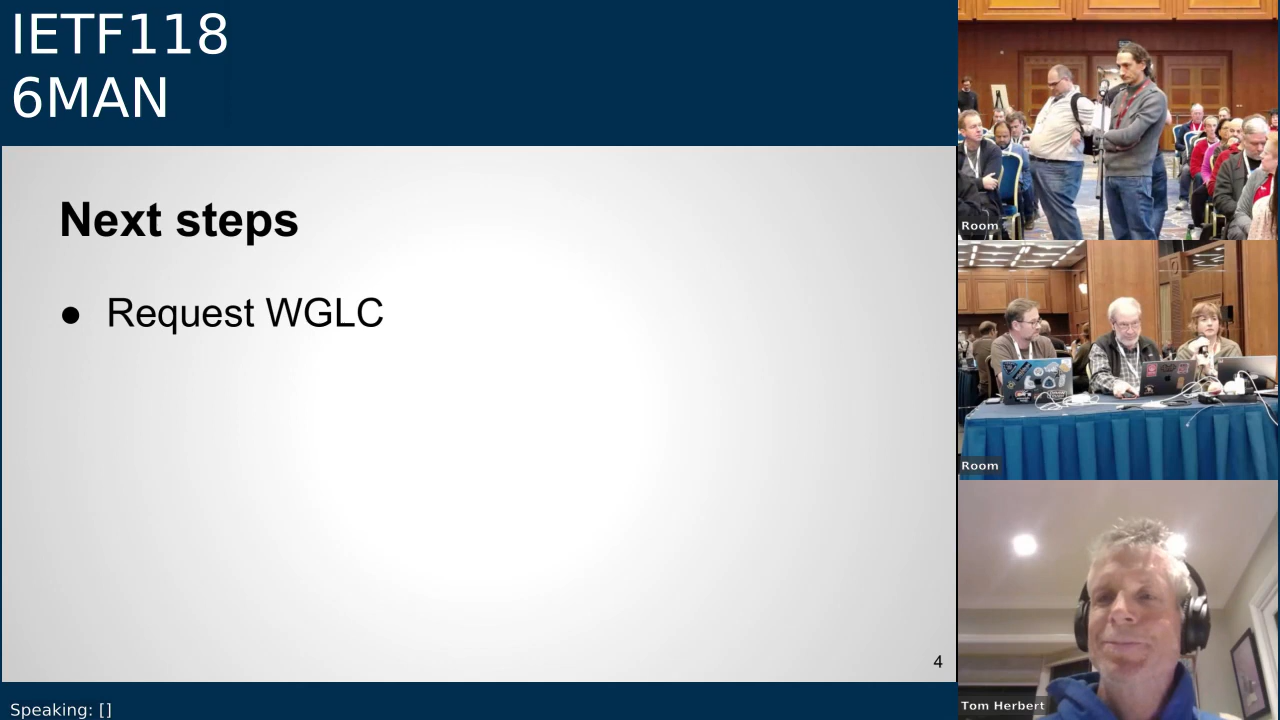 IETF118
6MAN
Next steps
● Request WGLC
4
Speaking: []
Room
Room
Tom Herbert